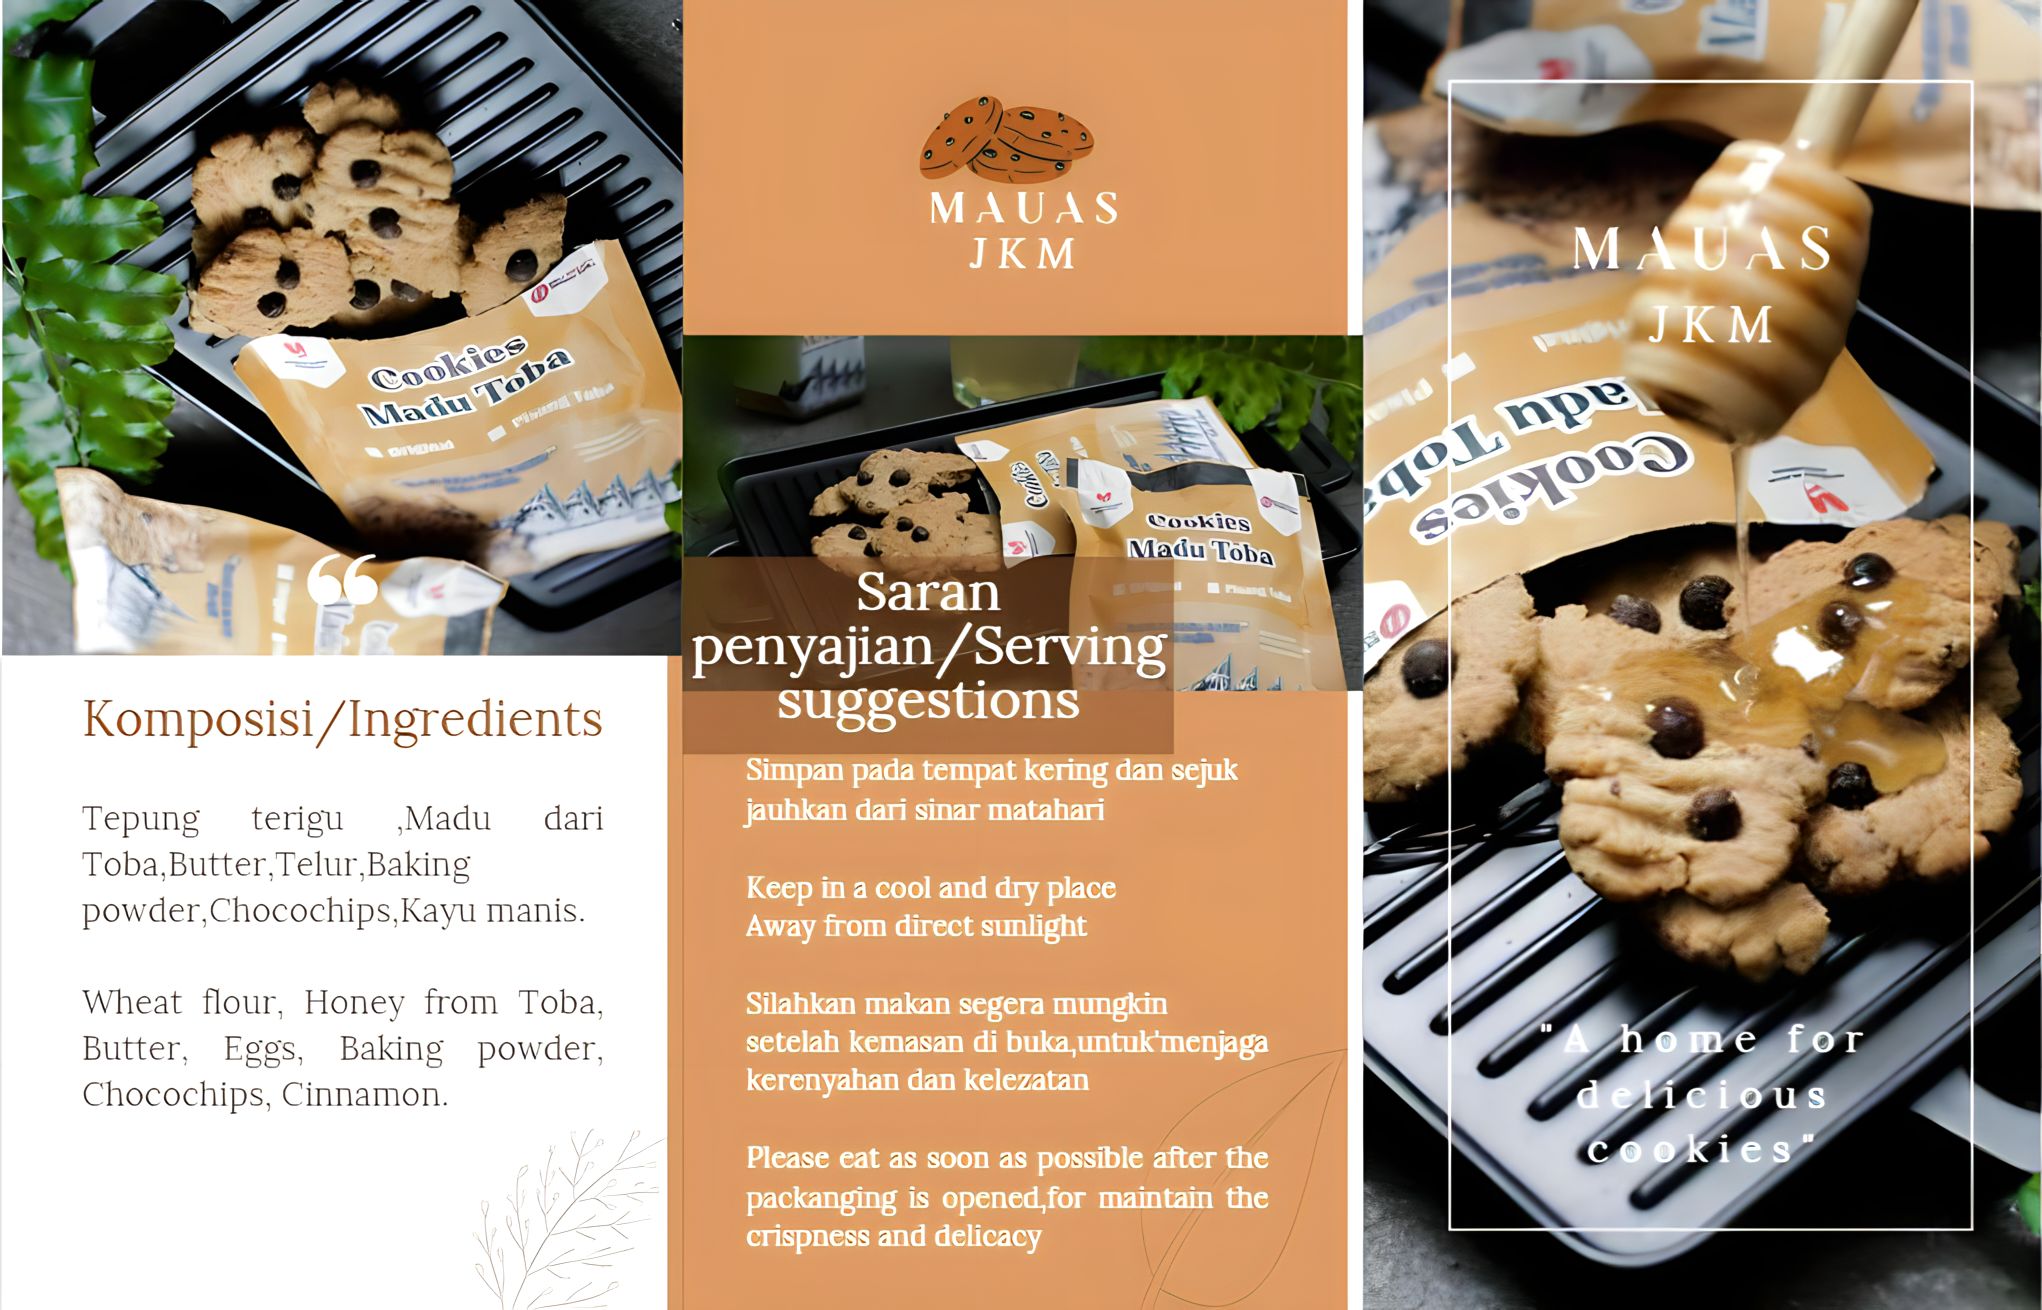 Cookies
Madu Toba
Original
“
Komposisi/Ingredients
Tepung terigu ,Madu dari
Toba,Butter,Telur,Baking
powder,Chocochips,Kayu manis.
Wheat flour, Honey from Toba,
Butter, Eggs, Baking powder,
Chocochips, Cinnamon.
MAUAS
JKM
Cookies
Madu Toba
Saran
penyajian/Serving
suggestions
Simpan pada tempat kering dan sejuk
jauhkan dari sinar matahari
Keep in a cool and dry place
Away from direct sunlight
Silahkan makan segera mungkin
setelah kemasan di buka,untuk'menjaga
kerenyahan dan kelezatan
Please eat as soon as possible after the
packanging is opened,for maintain the
crispness and delicacy
MAUAS
JKM
Cookies
Madu Toba
"A home for
delicious
cookies"